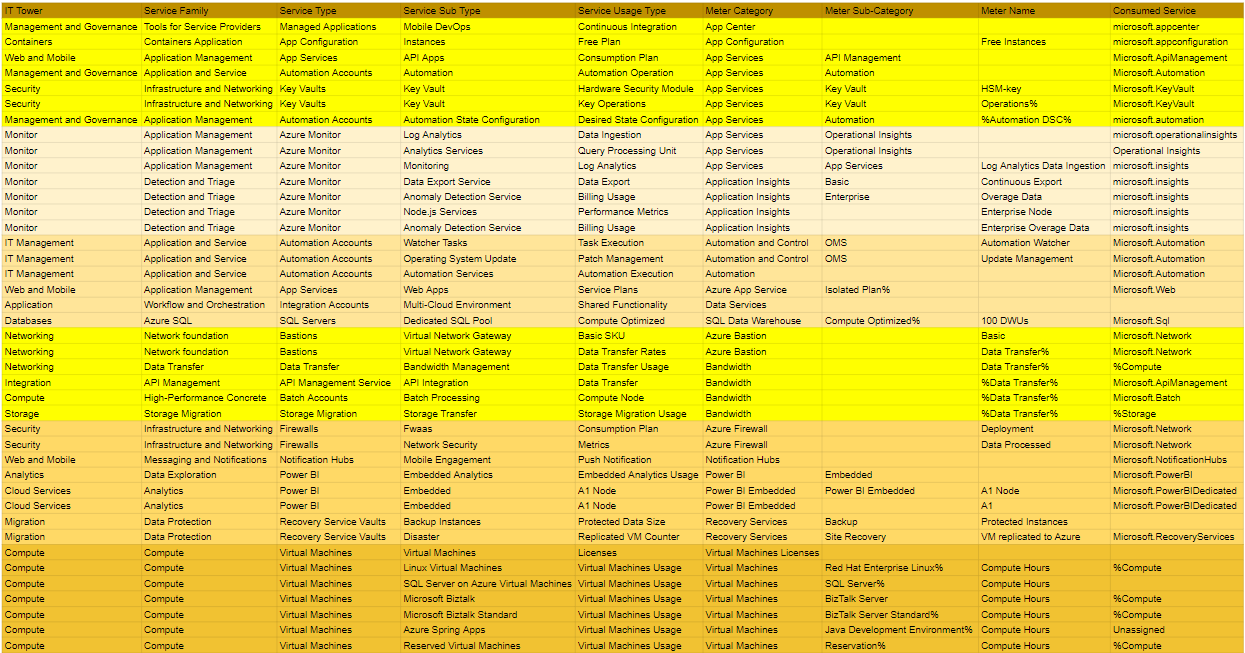 IT Tower Service Family Service Type Service Sub Type Service Usage Type Meter Category Meter Sub-Category Meter Name Consumed Service
Management and Governance Tools for Service Providers Managed Applications Mobile DevOps Continuous Integration App Center microsoft.appcenter
Containers Containers Application App Configuration Instances Free Plan App Configuration Free Instances microsoft.appconfiguration
Web and Mobile Application Management App Services API Apps Consumption Plan App Services API Management Microsoft.ApiManagement
Management and Governance Application and Service Automation Accounts Automation Automation Operation App Services Automation Microsoft.Automation
Security Infrastructure and Networking Key Vaults Key Vault Hardware Security Module App Services Key Vault HSM-key Microsoft.KeyVault
Security Infrastructure and Networking Key Vaults Key Vault Key Operations App Services Key Vault Operations% Microsoft.KeyVault
Management and Governance Application Management Automation Accounts Automation State Configuration Desired State Configuration App Services Automation %Automation DSC% microsoft.automation
Monitor Application Management Azure Monitor Log Analytics Data Ingestion App Services Operational Insights microsoft.operationalinsights
Monitor Application Management Azure Monitor Analytics Services Query Processing Unit App Services Operational Insights Operational Insights
Monitor Application Management Azure Monitor Monitoring Log Analytics App Services App Services Log Analytics Data Ingestion microsoft.insights
Monitor Detection and Triage Azure Monitor Data Export Service Data Export Application Insights Basic Continuous Export microsoft.insights
Monitor Detection and Triage Azure Monitor Anomaly Detection Service Billing Usage Application Insights Enterprise Overage Data microsoft.insights
Monitor Detection and Triage Azure Monitor Node.js Services Performance Metrics Application Insights Enterprise Node microsoft.insights
Monitor Detection and Triage Azure Monitor Anomaly Detection Service Billing Usage Application Insights Enterprise Overage Data microsoft.insights
IT Management Application and Service Automation Accounts Watcher Tasks Task Execution Automation and Control OMS Automation Watcher Microsoft.Automation
IT Management Application and Service Automation Accounts Operating System Update Patch Management Automation and Control OMS Update Management Microsoft.Automation
IT Management Application and Service Automation Accounts Automation Services Automation Execution Automation Microsoft.Automation
Web and Mobile Application Management App Services Web Apps Service Plans Azure App Service Isolated Plan% Microsoft.Web
Application Workflow and Orchestration Integration Accounts Multi-Cloud Environment Shared Functionality Data Services
Databases Azure SQL SQL Servers Dedicated SQL Pool Compute Optimized SQL Data Warehouse Compute Optimized% 100 DWUs Microsoft.Sql
Networking Network foundation Bastions Virtual Network Gateway Basic SKU Azure Bastion Basic Microsoft.Network
Networking Network foundation Bastions Virtual Network Gateway Data Transfer Rates Azure Bastion Data Transfer% Microsoft.Network
Networking Data Transfer Data Transfer Bandwidth Management Data Transfer Usage Bandwidth Data Transfer% %Compute
Integration API Management API Management Service API Integration Data Transfer Bandwidth %Data Transfer% Microsoft.ApiManagement
Compute High-Performance Concrete Batch Accounts Batch Processing Compute Node Bandwidth %Data Transfer% Microsoft.Batch
Storage Storage Migration Storage Migration Storage Transfer Storage Migration Usage Bandwidth %Data Transfer% %Storage
Security Infrastructure and Networking Firewalls Fwaas Consumption Plan Azure Firewall Deployment Microsoft.Network
Security Infrastructure and Networking Firewalls Network Security Metrics Azure Firewall Data Processed Microsoft.Network
Web and Mobile Messaging and Notifications Notification Hubs Mobile Engagement Push Notification Notification Hubs Microsoft.NotificationHubs
Analytics Data Exploration Power BI Embedded Analytics Embedded Analytics Usage Power BI Embedded Microsoft.PowerBI
Cloud Services Analytics Power BI Embedded A1 Node Power BI Embedded Power BI Embedded A1 Node Microsoft.PowerBIDedicated
Cloud Services Analytics Power BI Embedded A1 Node Power BI Embedded A1 Microsoft.PowerBIDedicated
Migration Data Protection Recovery Service Vaults Backup Instances Protected Data Size Recovery Services Backup Protected Instances
Migration Data Protection Recovery Service Vaults Disaster Replicated VM Counter Recovery Services Site Recovery VM replicated to Azure Microsoft.RecoveryServices
Compute Compute Virtual Machines Virtual Machines Licenses Virtual Machines Licenses
Compute Compute Virtual Machines Linux Virtual Machines Virtual Machines Usage Virtual Machines Red Hat Enterprise Linux% Compute Hours %Compute
Compute Compute Virtual Machines SQL Server on Azure Virtual Machines Virtual Machines Usage Virtual Machines SQL Server% Compute Hours
Compute Compute Virtual Machines Microsoft Biztalk Virtual Machines Usage Virtual Machines BizTalk Server Compute Hours %Compute
Compute Compute Virtual Machines Microsoft Biztalk Standard Virtual Machines Usage Virtual Machines BizTalk Server Standard% Compute Hours %Compute
Compute Compute Virtual Machines Azure Spring Apps Virtual Machines Usage Virtual Machines Java Development Environment% Compute Hours Unassigned
Compute Compute Virtual Machines Reserved Virtual Machines Virtual Machines Usage Virtual Machines Reservation% Compute Hours %Compute